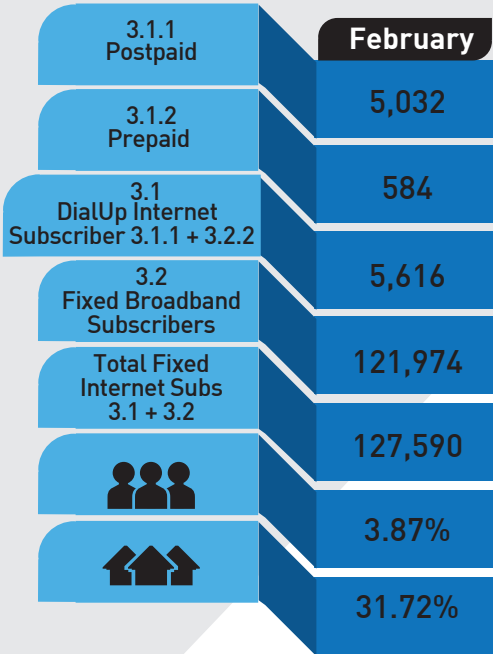 3.1.1
Postpaid
February
5,032
3.1.2
Prepaid
584
3.1
DialUp Internet
Subscriber 3.1.1 + 3.2.2
5,616
3.2
Fixed Broadband
Subscribers
121,974
Total Fixed
Internet Subs
3.1 + 3.2
127,590
3.87%
31.72%